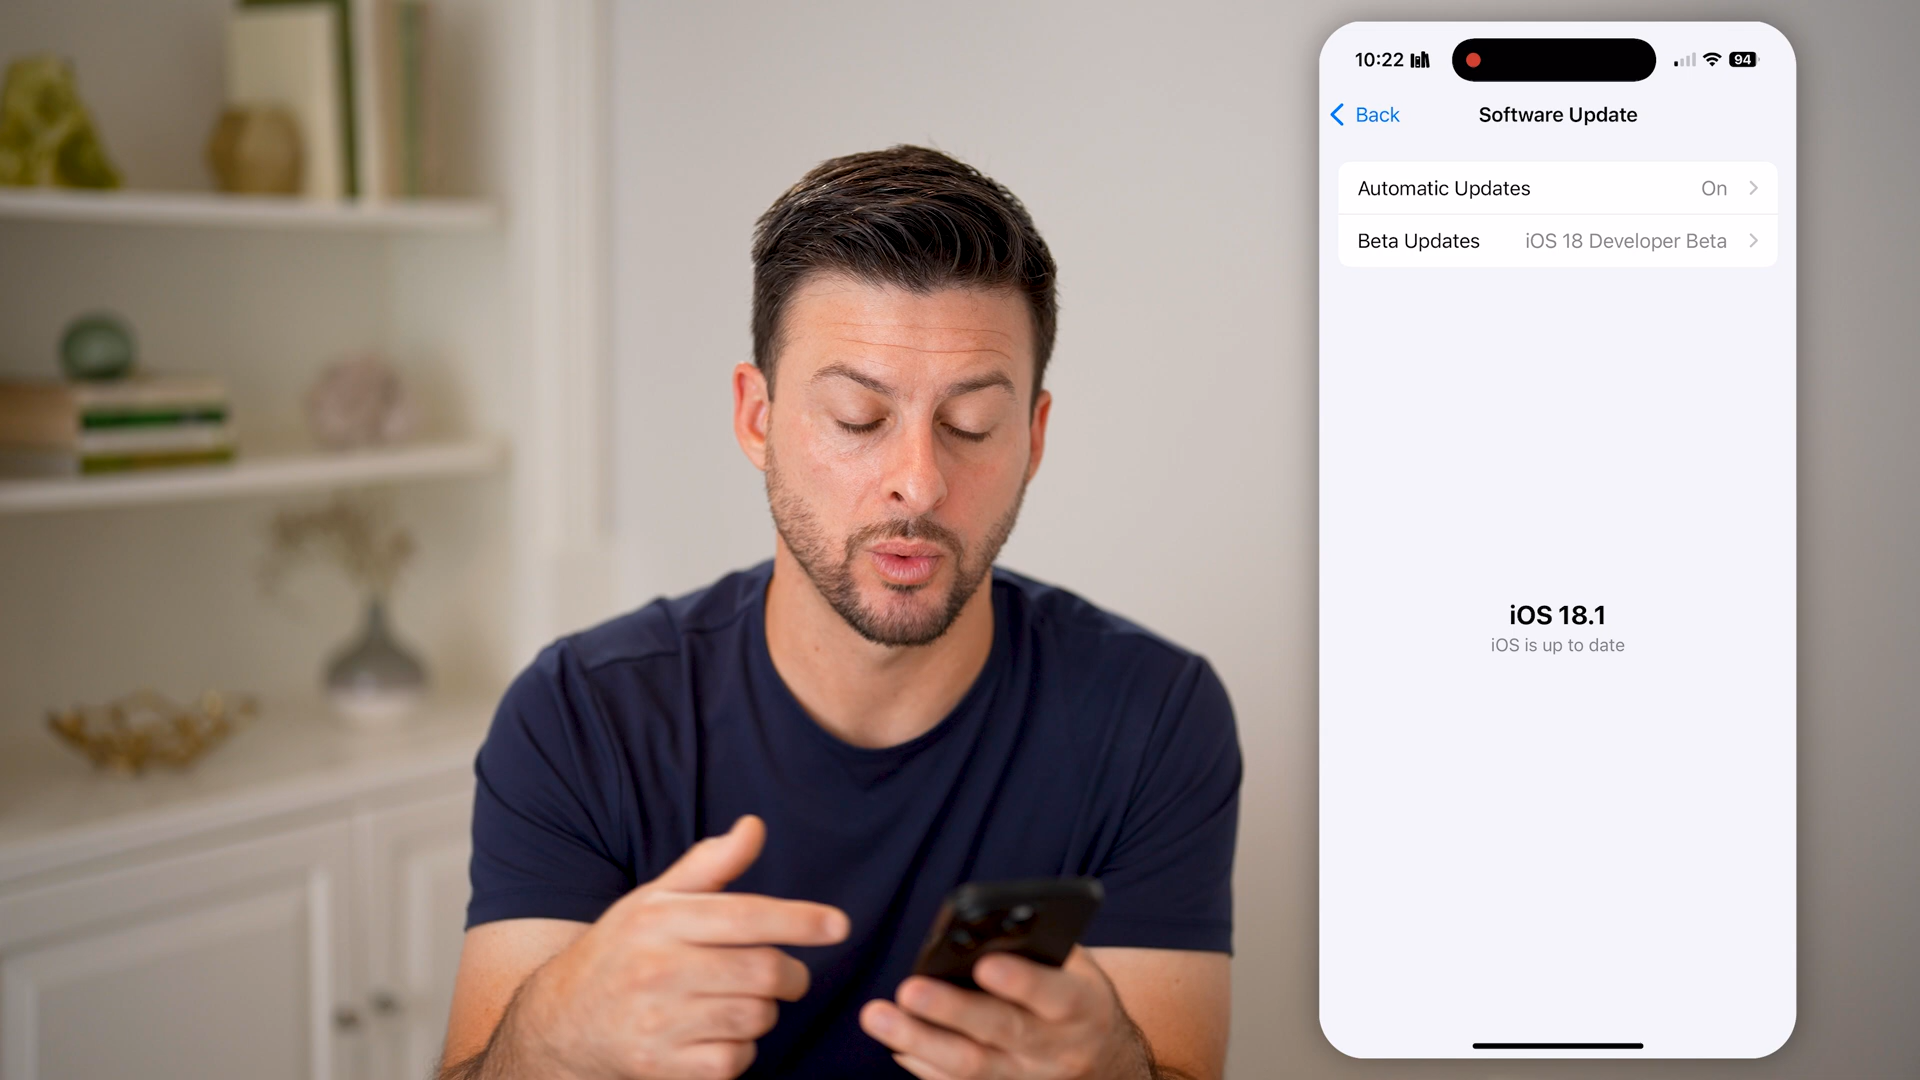 10:22 94
Back Software Update
Automatic Updates On
Beta Updates iOS 18 Developer Beta
iOS 18.1
iOS is up to date